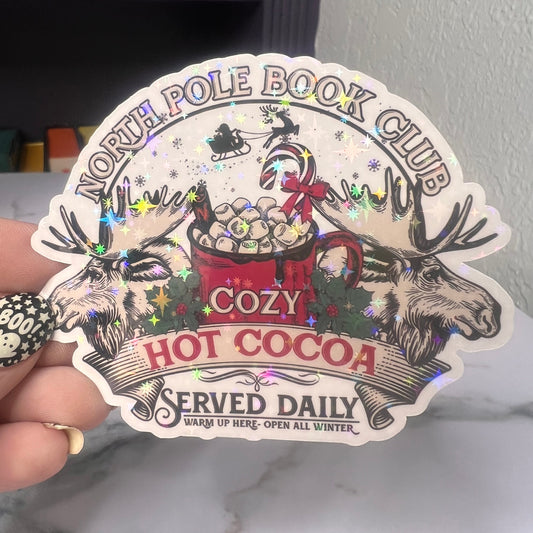 NORTH POLE BOOK CLUB
COZY
HOT COCOA
SERVED DAILY
WARM UP HERE- OPEN ALL WINTER
BOO!